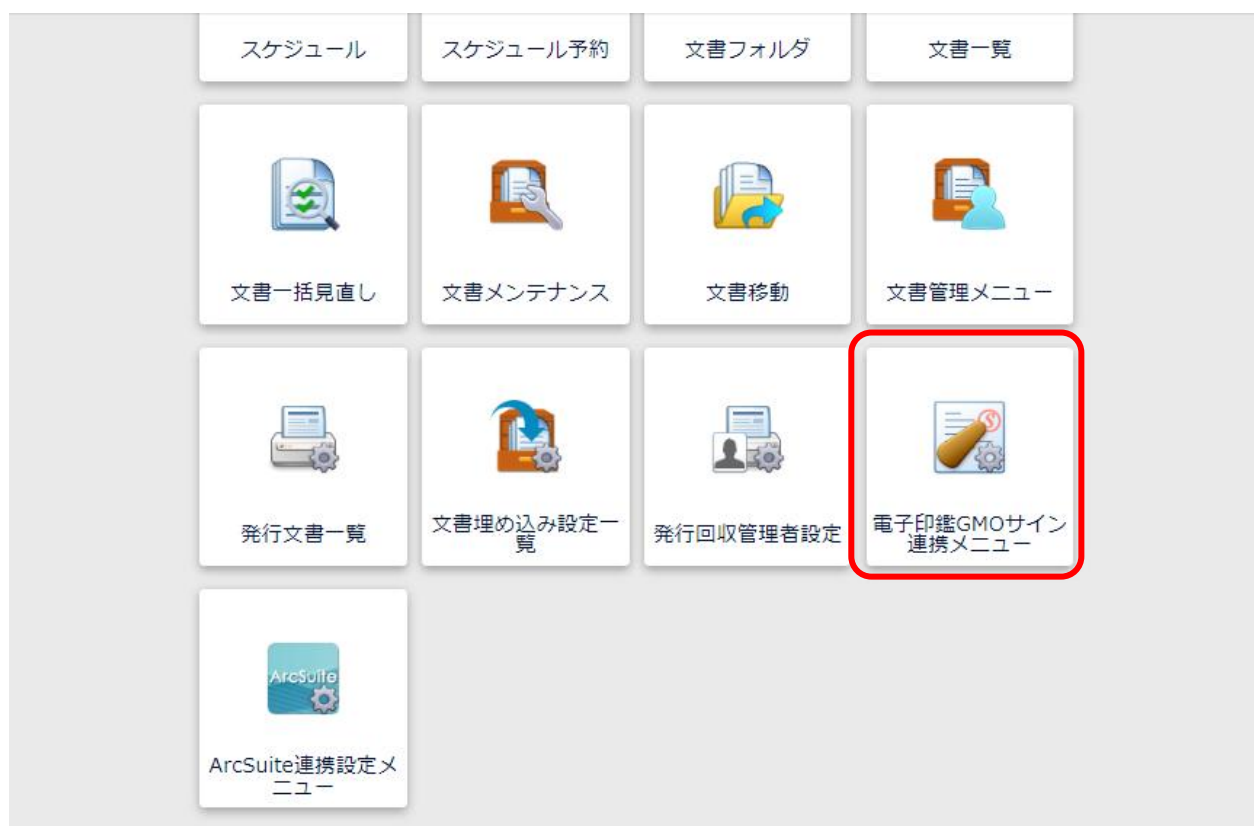 スケジュール
スケジュール予約
文書フォルダ
文書一覧
文書一括見直し
文書メンテナンス
文書移動
文書管理メニュー
発行文書一覧
文書埋め込み設定一
覧
発行回収管理者設定
電子印鑑GMOサイン
連携メニュー
ArcSuite
ArcSuite連携設定メ
ニュー